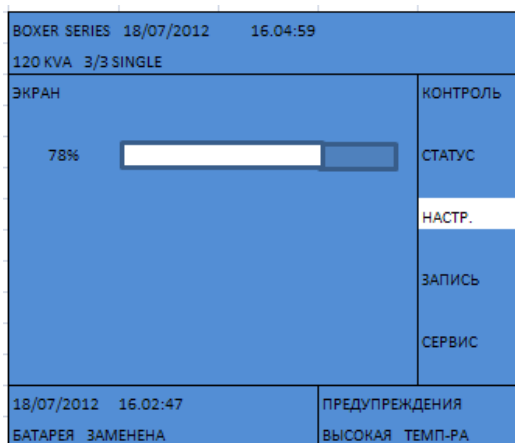 BOXER SERIES 18/07/2012 16.04:59
120 KVA 3/3 SINGLE
ЭКРАН
78%
КОНТРОЛЬ
СТАТУС
НАСТР.
ЗАПИСЬ
СЕРВИС
18/07/2012 16.02:47
БАТАРЕЯ ЗАМЕНЕНА
ПРЕДУПРЕЖДЕНИЯ
ВЫСОКАЯ ТЕМП-РА